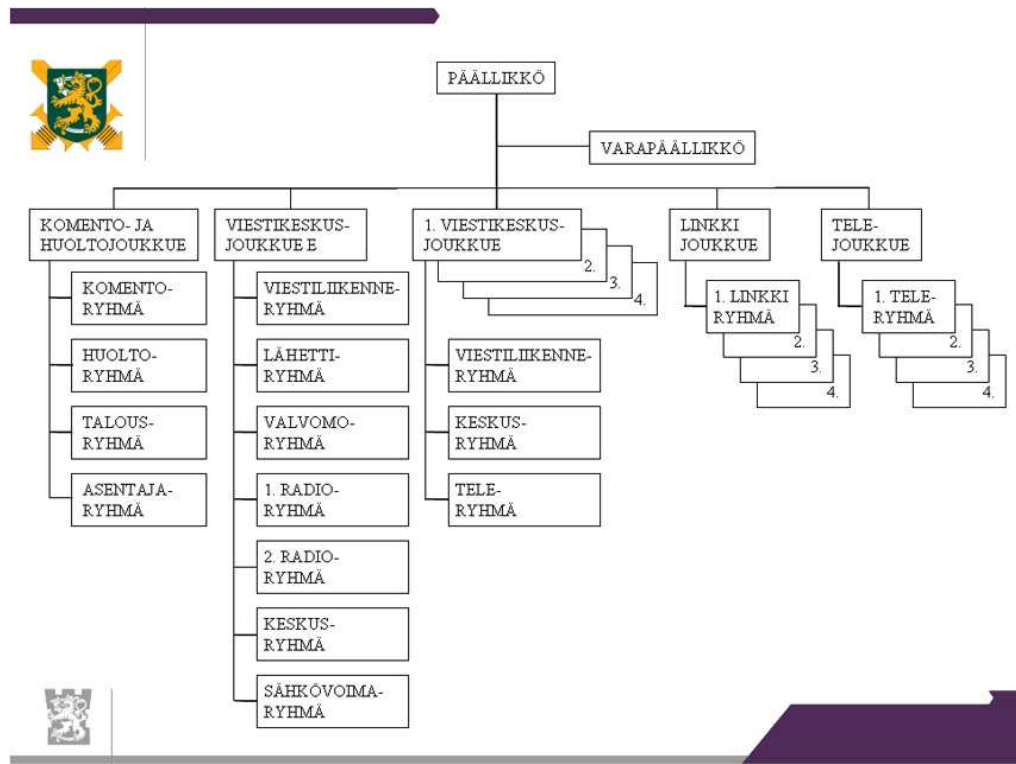 PÄÄLLIKKÖ
VARAPÄÄLLIKKÖ
KOMENTO- JA
HUOLTOJOUKKUE
KOMENTO-
RYHMÄ
HUOLTO-
RYHMÄ
TALOUS-
RYHMÄ
ASENTAJA-
RYHMÄ
VIESTIKESKUS-
JOUKKUE E
VIESTILIIKENNE-
RYHMÄ
LÄHETTI-
RYHMÄ
VALVOMO-
RYHMÄ
1. RADIO-
RYHMÄ
2. RADIO-
RYHMÄ
KESKUS-
RYHMÄ
SÄHKÖVOIMA-
RYHMÄ
1. VIESTIKESKUS-
JOUKKUE
2.
3.
4.
VIESTILIIKENNE-
RYHMÄ
KESKUS-
RYHMÄ
TELE-
RYHMÄ
LINKKI
JOUKKUE
1. LINKKI
RYHMÄ
2.
3.
4.
TELE-
JOUKKUE
1. TELE-
RYHMÄ
2.
3.
4.